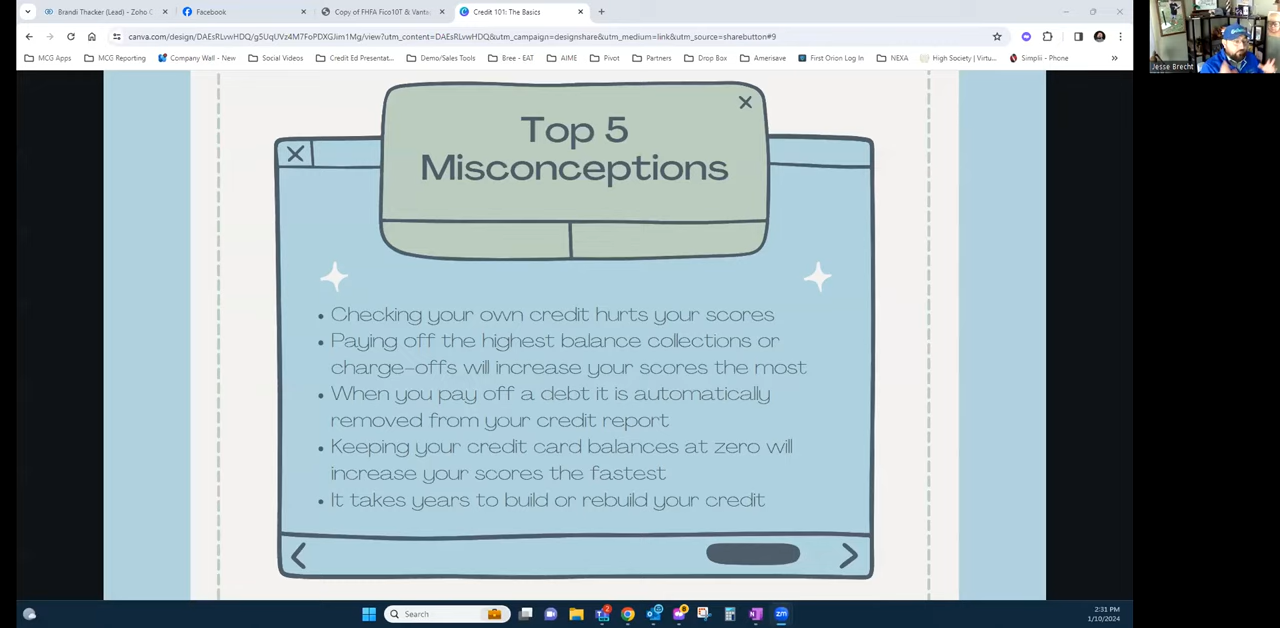 Brandi Thacker (Lead) - Zoho C
Facebook
Copy of FHFA Fico10T & Vanta
Credit 101: The Basics
canva.com/design/DAEsRLvwHDQ/g5UqUVz4M7FoPDXGJim1Mg/view?utm_content=DAEsRLvwHDQ&utm_campaign=designshare&utm_medium=link&utm_source=sharebutton#9
MCG Apps
MCG Reporting
Company Wall - New
Social Videos
Credit Ed Presentat...
Demo/Sales Tools
Bree - EAT
AIME
Pivot
Partners
Drop Box
Amerisave
First Orion Log In
NEXA
High Society | Virtu...
Simplii - Phone
Jesse Brecht
Top 5
Misconceptions
• Checking your own credit hurts your scores
• Paying off the highest balance collections or
charge-offs will increase your scores the most
• When you pay off a debt it is automatically
removed from your credit report
• Keeping your credit card balances at zero will
increase your scores the fastest
• It takes years to build or rebuild your credit
Search
2:31 PM
1/10/2024